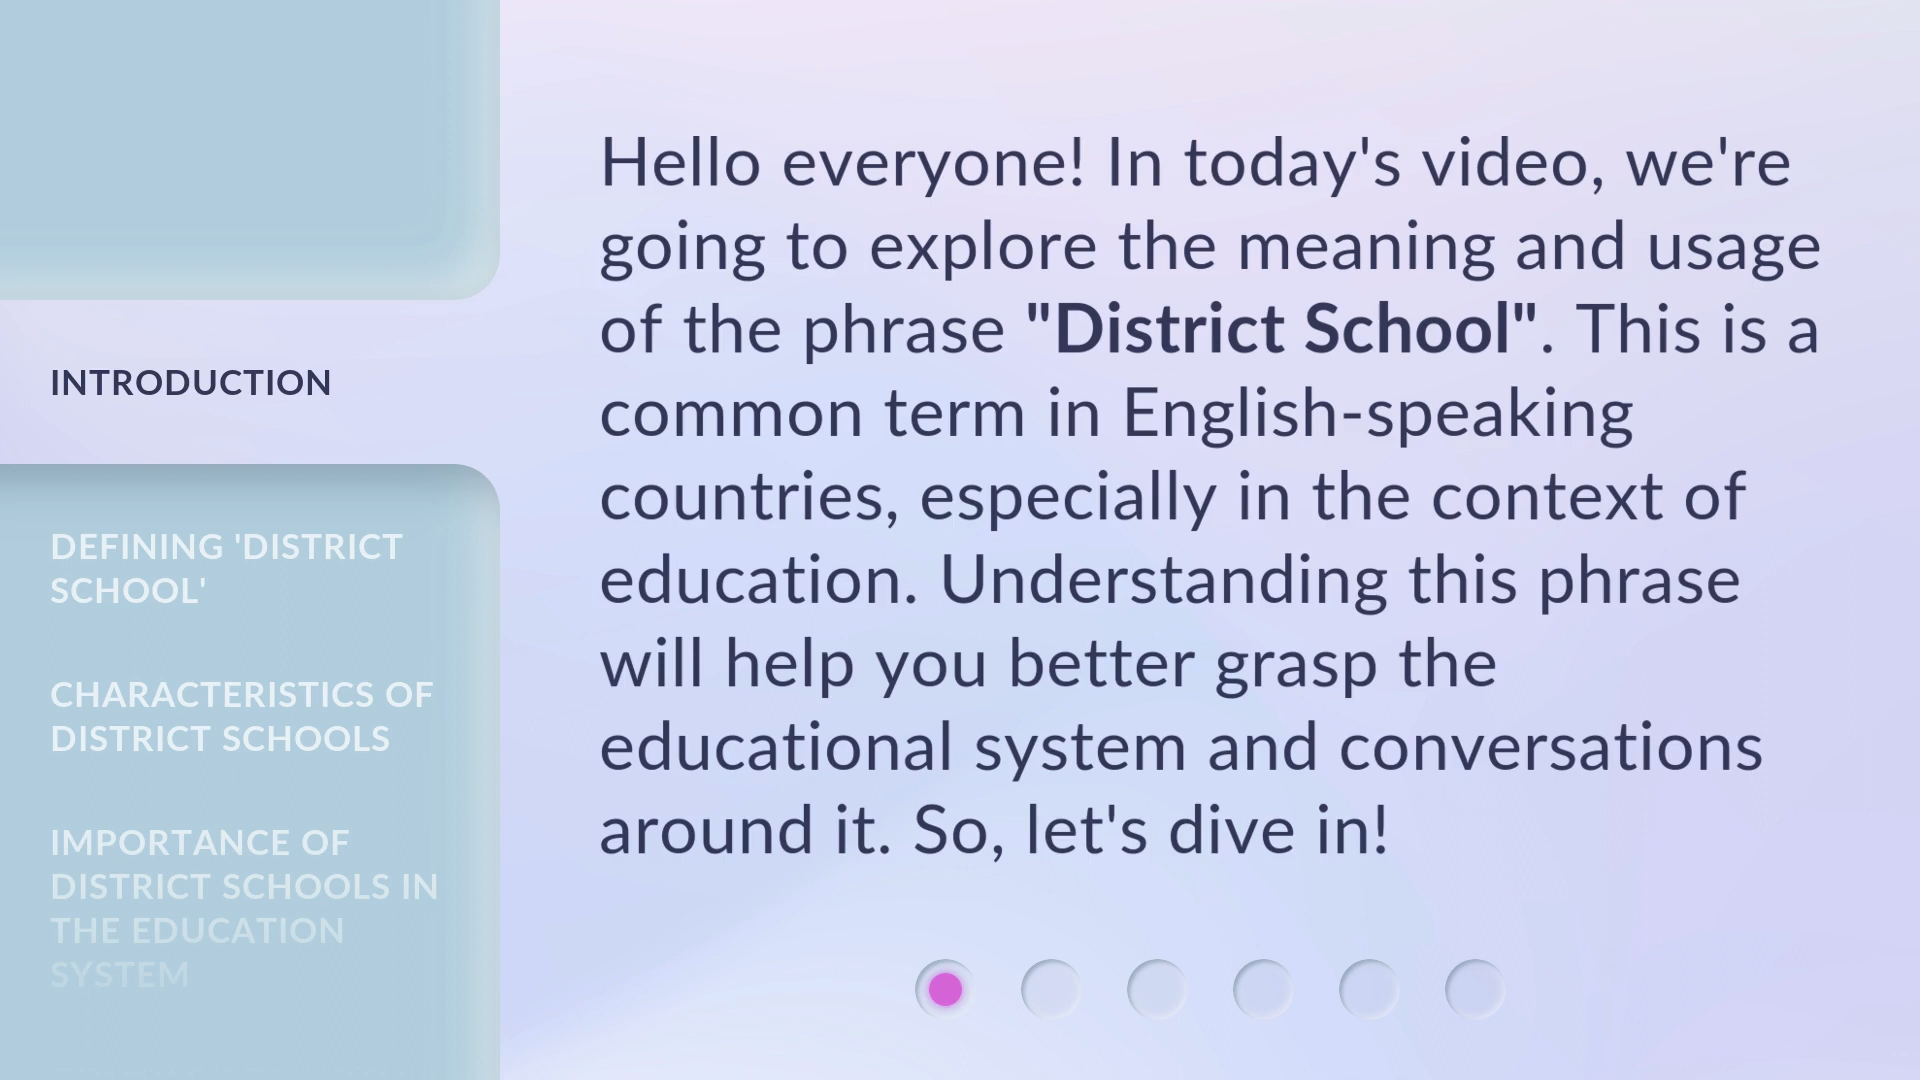 INTRODUCTION
DEFINING 'DISTRICT
SCHOOL'
CHARACTERISTICS OF
DISTRICT SCHOOLS
IMPORTANCE OF
DISTRICT SCHOOLS IN
THE EDUCATION
SYSTEM
Hello everyone! In today's video, we're
going to explore the meaning and usage
of the phrase "District School". This is a
common term in English-speaking
countries, especially in the context of
education. Understanding this phrase
will help you better grasp the
educational system and conversations
around it. So, let's dive in!